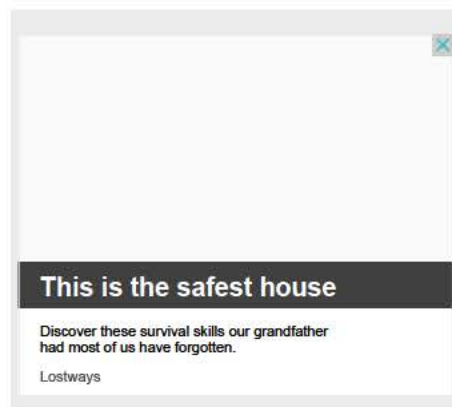 This is the safest house
Discover these survival skills our grandfather
had most of us have forgotten.
Lostways